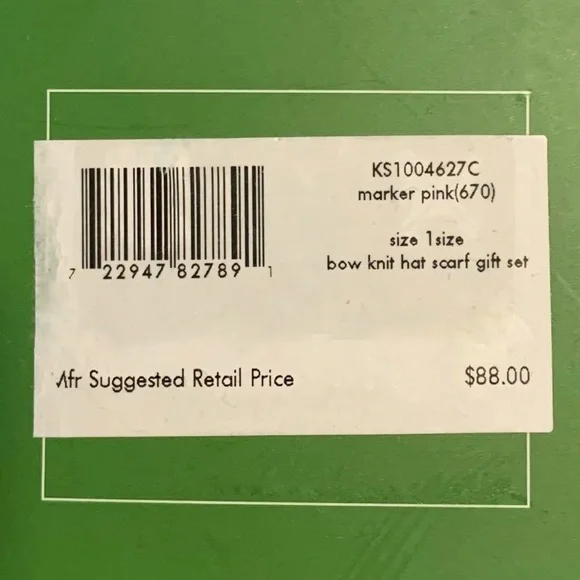 KS1004627C
marker pink(670)
size 1size
bow knit hat scarf gift set
7 22947 82789 1
Mfr Suggested Retail Price $88.00